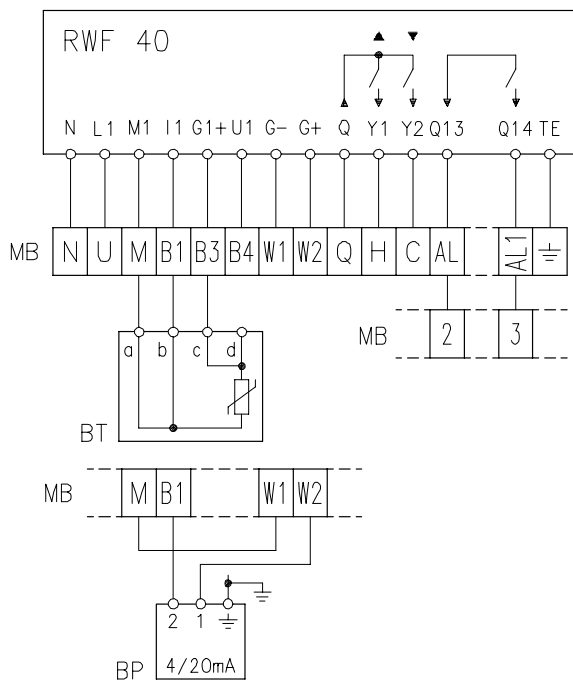 RWF 40
N L1 M1 I1 G1+ U1 G- G+ Q Y1 Y2 Q13 Q14 TE
MB N U M B1 B3 B4 W1 W2 Q H C AL AL1
MB 2 3
a b c d
BT
MB M B1 W1 W2
2 1
BP 4/20mA